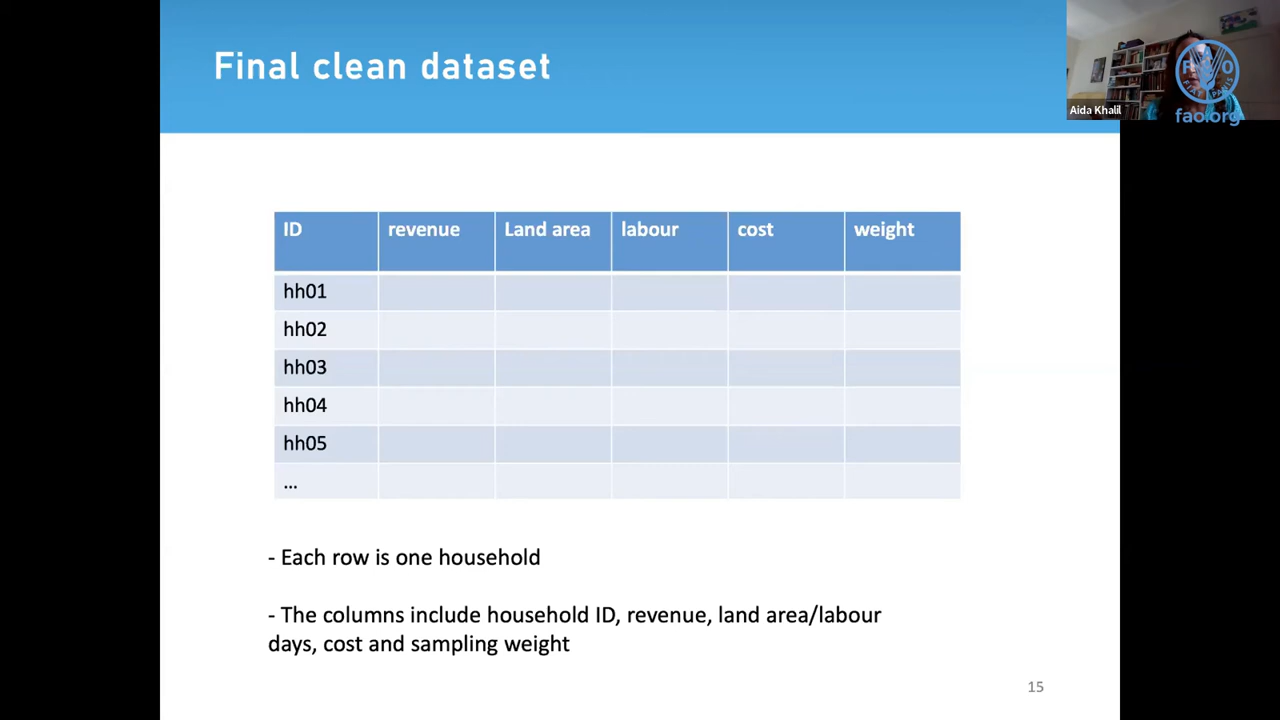 Final clean dataset
Aida Khalil
F A O
FIAT PANIS
fao.org
ID revenue Land area labour cost weight
hh01
hh02
hh03
hh04
hh05
...
- Each row is one household
- The columns include household ID, revenue, land area/labour
days, cost and sampling weight
15